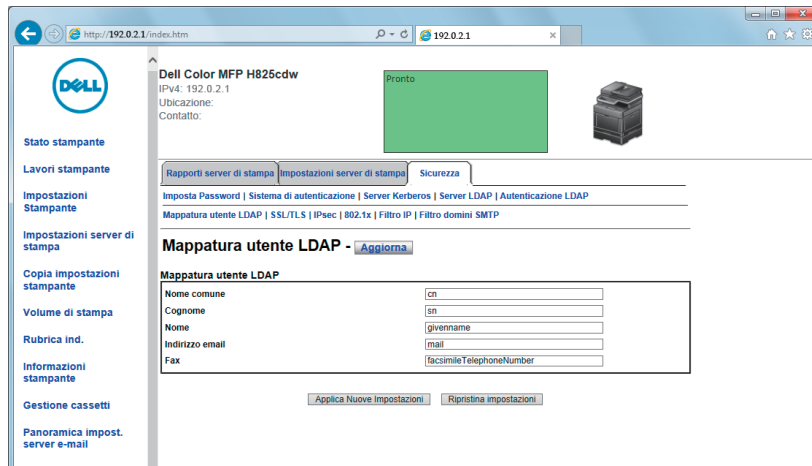 http://192.0.2.1/index.htm
192.0.2.1
DELL
Dell Color MFP H825cdw
IPv4: 192.0.2.1
Ubicazione:
Contatto:
Pronto
Stato stampante
Lavori stampante
Impostazioni
Stampante
Impostazioni server di
stampa
Copia impostazioni
stampante
Volume di stampa
Rubrica ind.
Informazioni
stampante
Gestione cassetti
Panoramica impost.
server e-mail
Rapporti server di stampa Impostazioni server di stampa Sicurezza
Imposta Password | Sistema di autenticazione | Server Kerberos | Server LDAP | Autenticazione LDAP
Mappatura utente LDAP | SSL/TLS | IPsec | 802.1x | Filtro IP | Filtro domini SMTP
Mappatura utente LDAP - Aggiorna
Mappatura utente LDAP
Nome comune cn
Cognome sn
Nome givenname
Indirizzo email mail
Fax facsimileTelephoneNumber
Applica Nuove Impostazioni Ripristina impostazioni